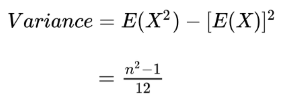 Variance = E(X²) – [E(X)]²
= n²–1/12